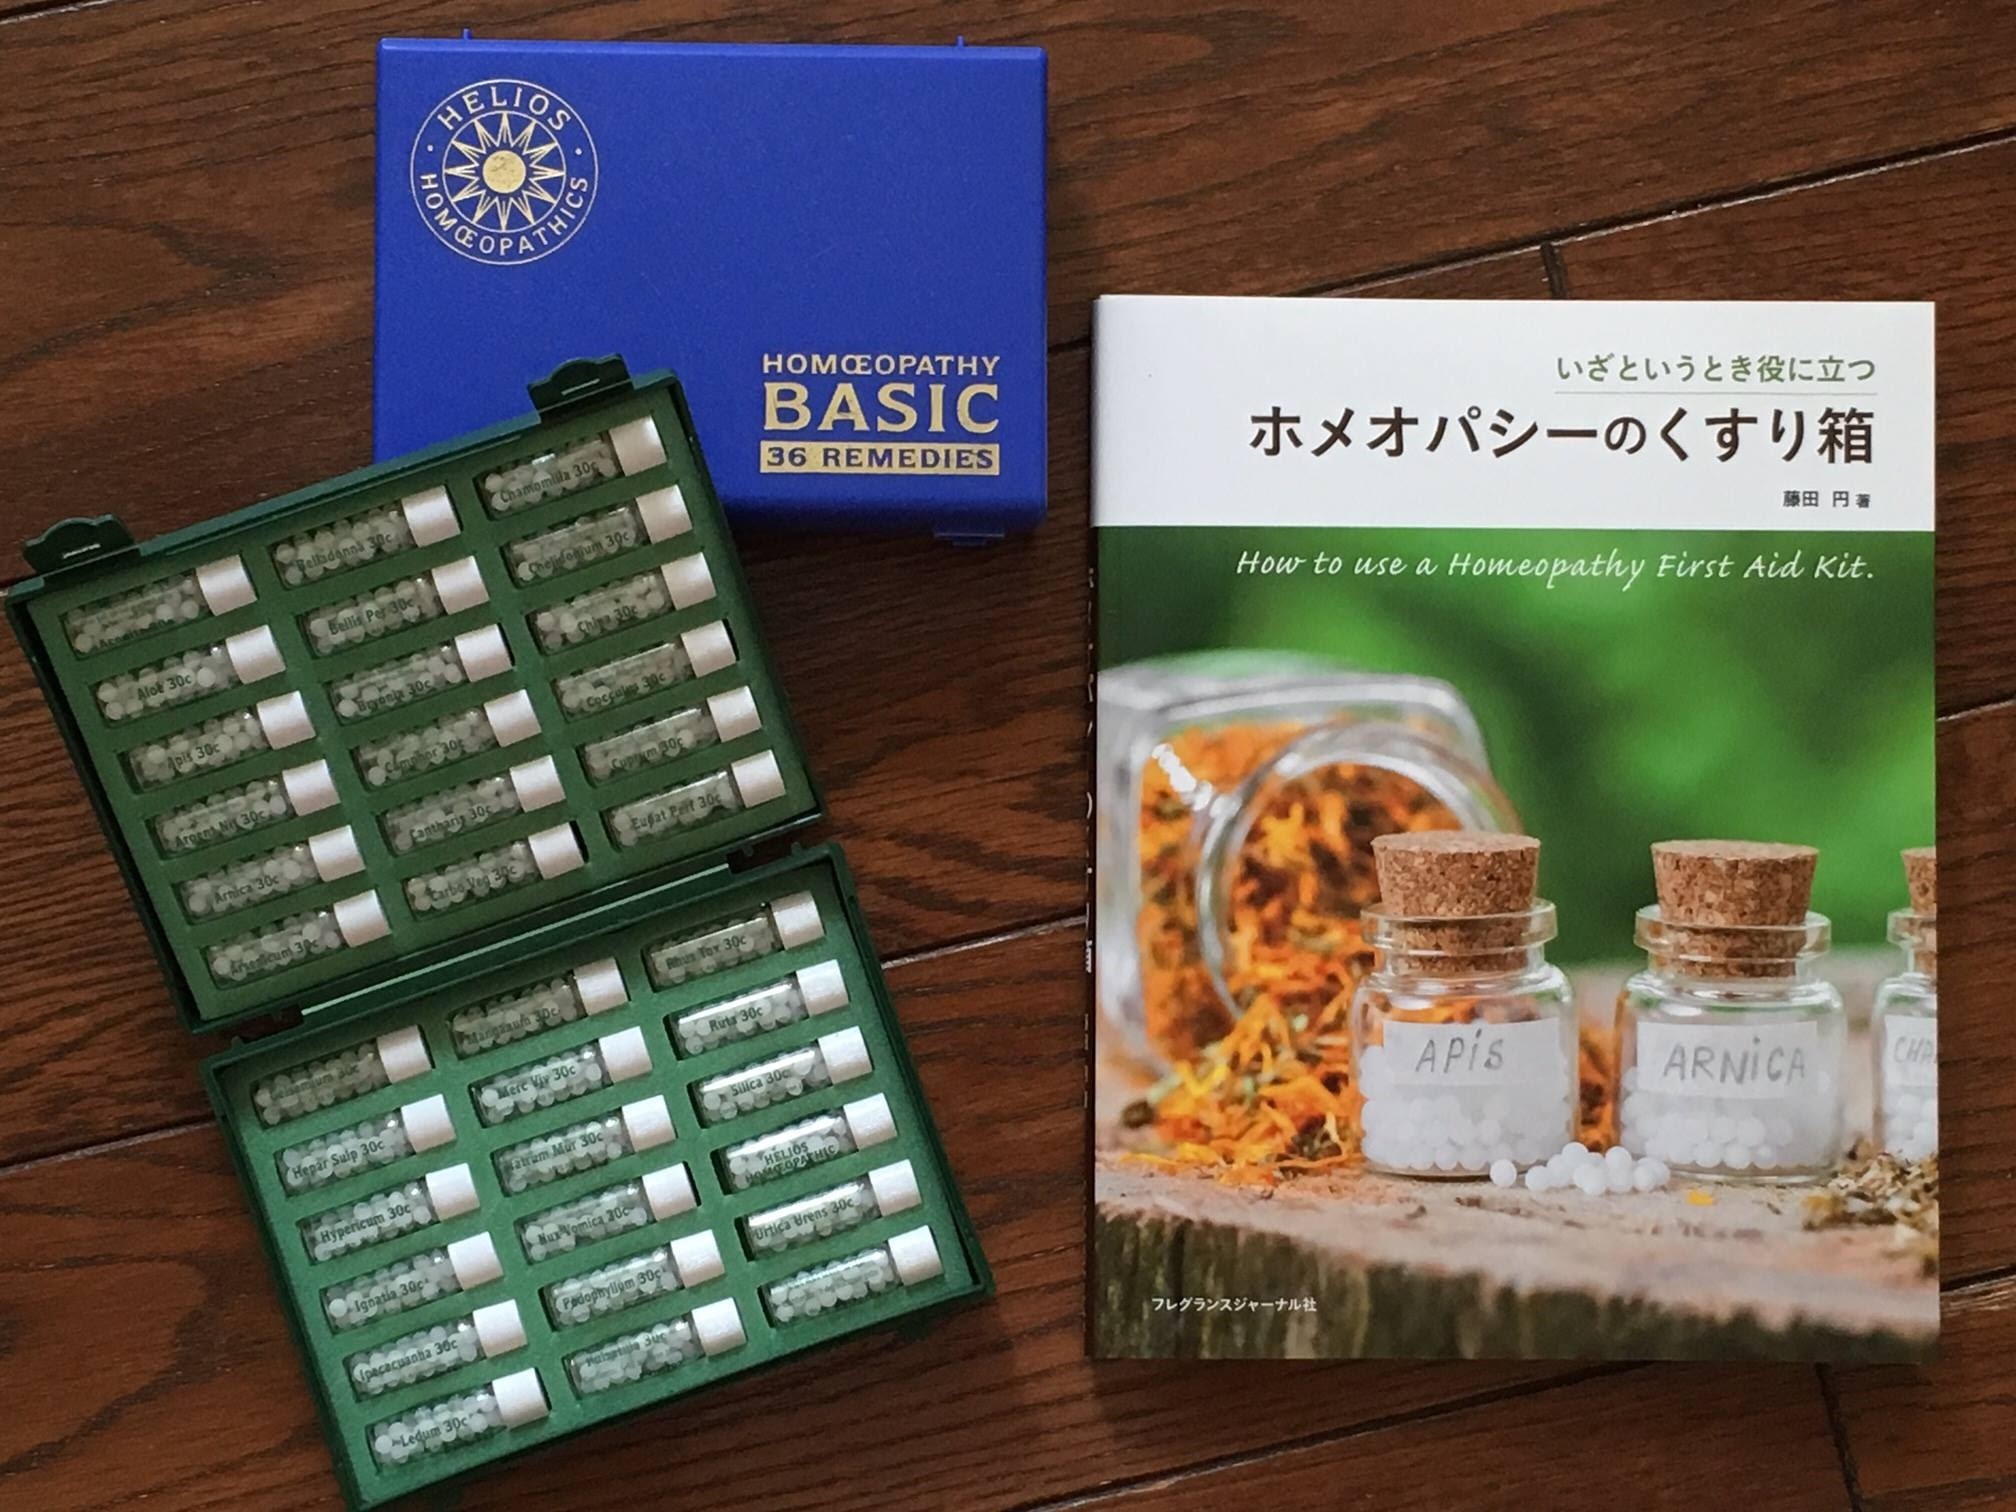 HELIOS
HOMŒOPATHICS
HOMŒOPATHY
BASIC
36 REMEDIES
Chamomilla 30c
Belladonna 30c
Chelidonium 30c
Bellis Per 30c
China 30c
Aloe 30c
Bryonia 30c
Cocculus 30c
Apis 30c
Camphor 30c
Cuprum 30c
Argent Nit 30c
Cantharis 30c
Eupat Perf 30c
Arnica 30c
Carbo Veg 30c
Arsenicum 30c
Rhus Tox 30c
Ruta 30c
Merc Viv 30c
Silica 30c
Hepar Sulp 30c
Natrum Mur 30c
HELIOS
HOMŒOPATHIC
Hypericum 30c
Nux Vomica 30c
Urtica Urens 30c
Ignatia 30c
Podophyllum 30c
Ipecacuanha 30c
Ledum 30c
いざというとき役に立つ
ホメオパシーのくすり箱
藤田 円 著
How to use a Homeopathy First Aid Kit.
APiS
ARNiCA
フレグランスジャーナル社